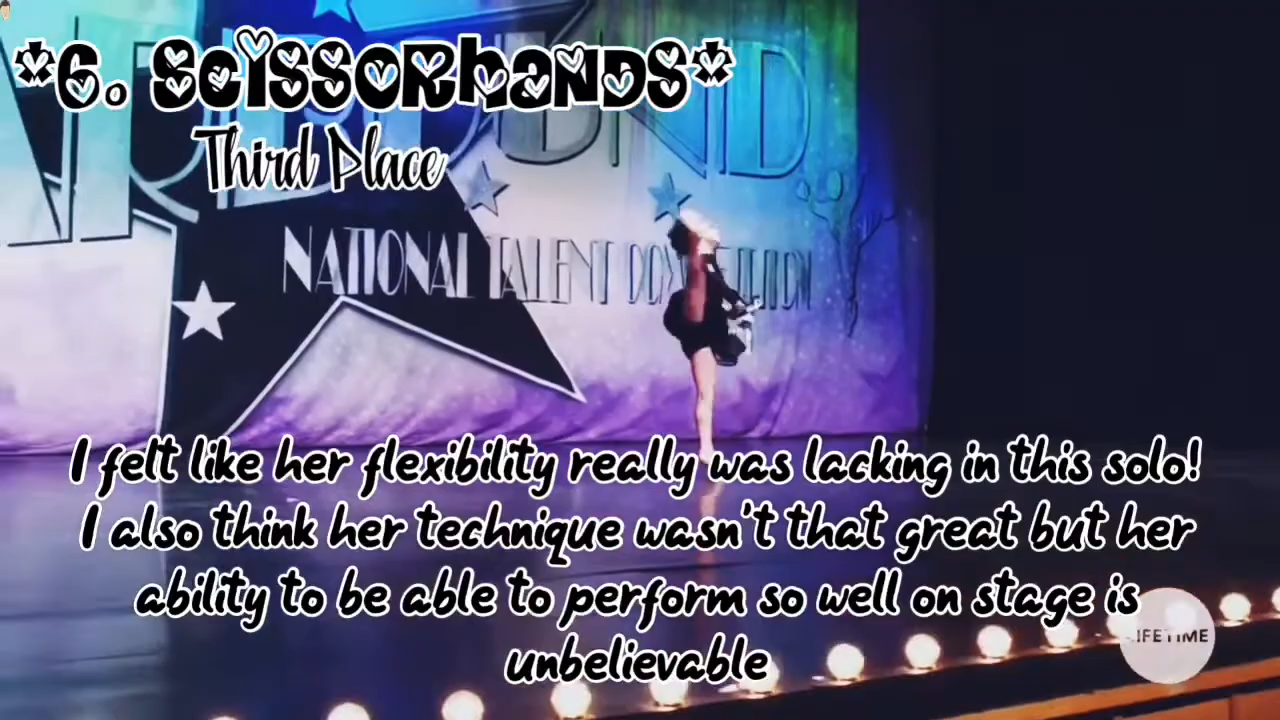 *6. Scissorhands*
Third Place
NATIONAL TALENT
I felt like her flexibility really was lacking in this solo!
I also think her technique wasn't that great but her
ability to be able to perform so well on stage is
unbelievable
LIFETIME